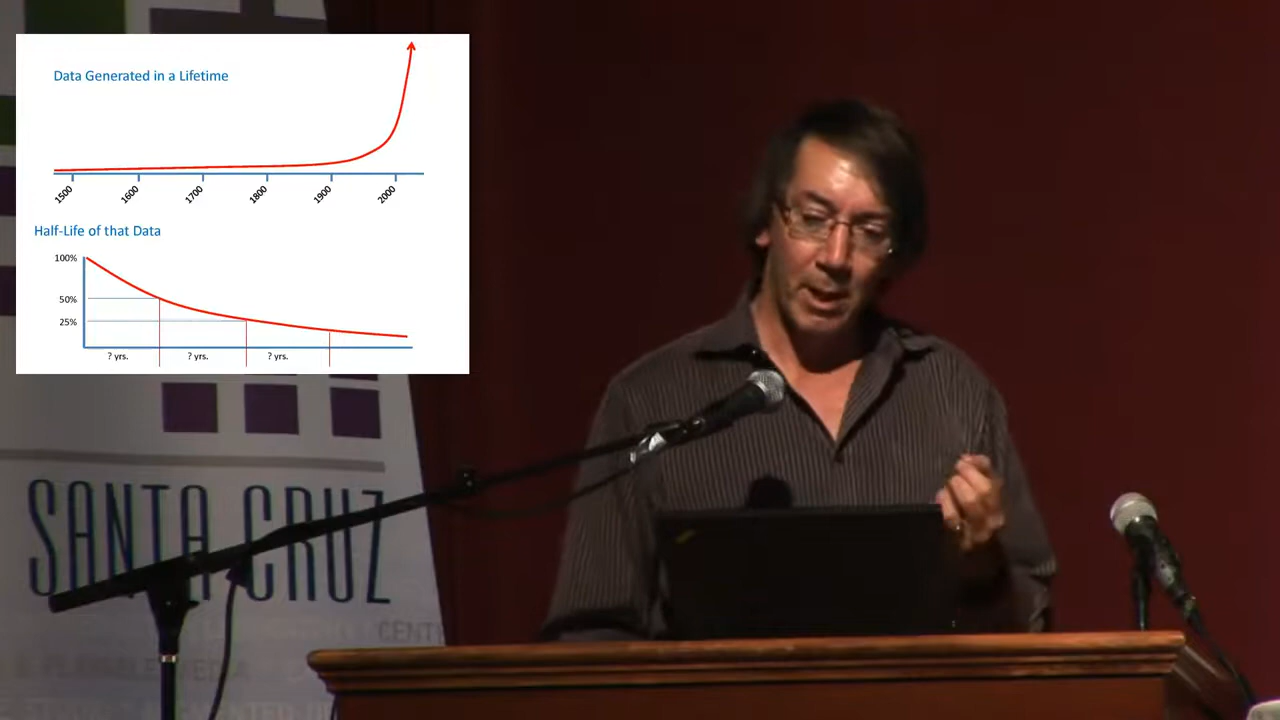 Data Generated in a Lifetime
1500 1600 1700 1800 1900 2000
Half-Life of that Data
100%
50%
25%
? yrs. ? yrs. ? yrs.
SANTA CRUZ
CENT